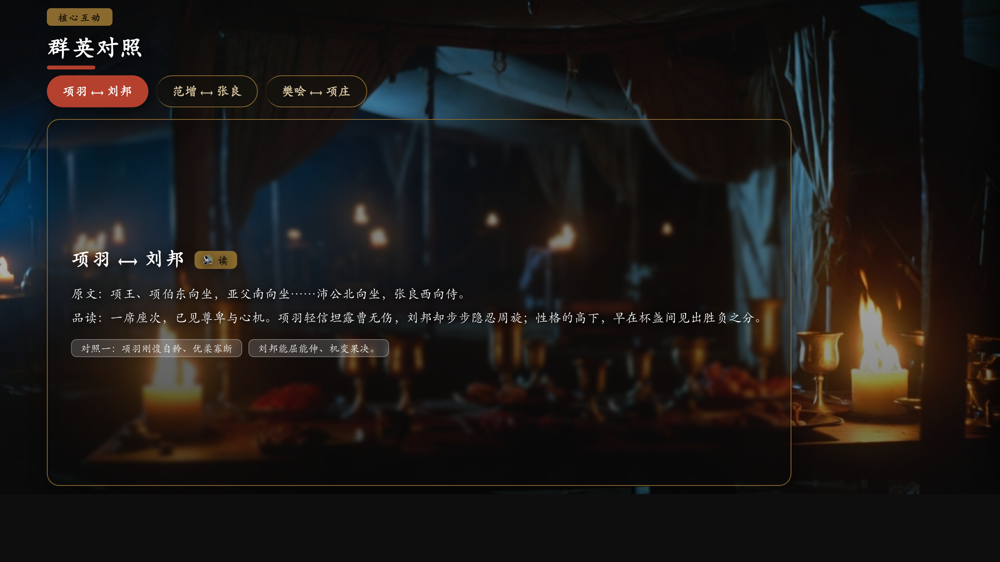 核心互动
群英对照
项羽 ↔ 刘邦
范增 ↔ 张良
樊哙 ↔ 项庄
项羽 ↔ 刘邦
🔊 读
原文：项王、项伯东向坐，亚父南向坐……沛公北向坐，张良西向侍。
品读：一席座次，已见尊卑与心机。项羽轻信坦露曹无伤，刘邦却步步隐忍周旋；性格的高下，早在杯盏间见出胜负之分。
对照一：项羽刚愎自矜、优柔寡断
刘邦能屈能伸、机变果决。